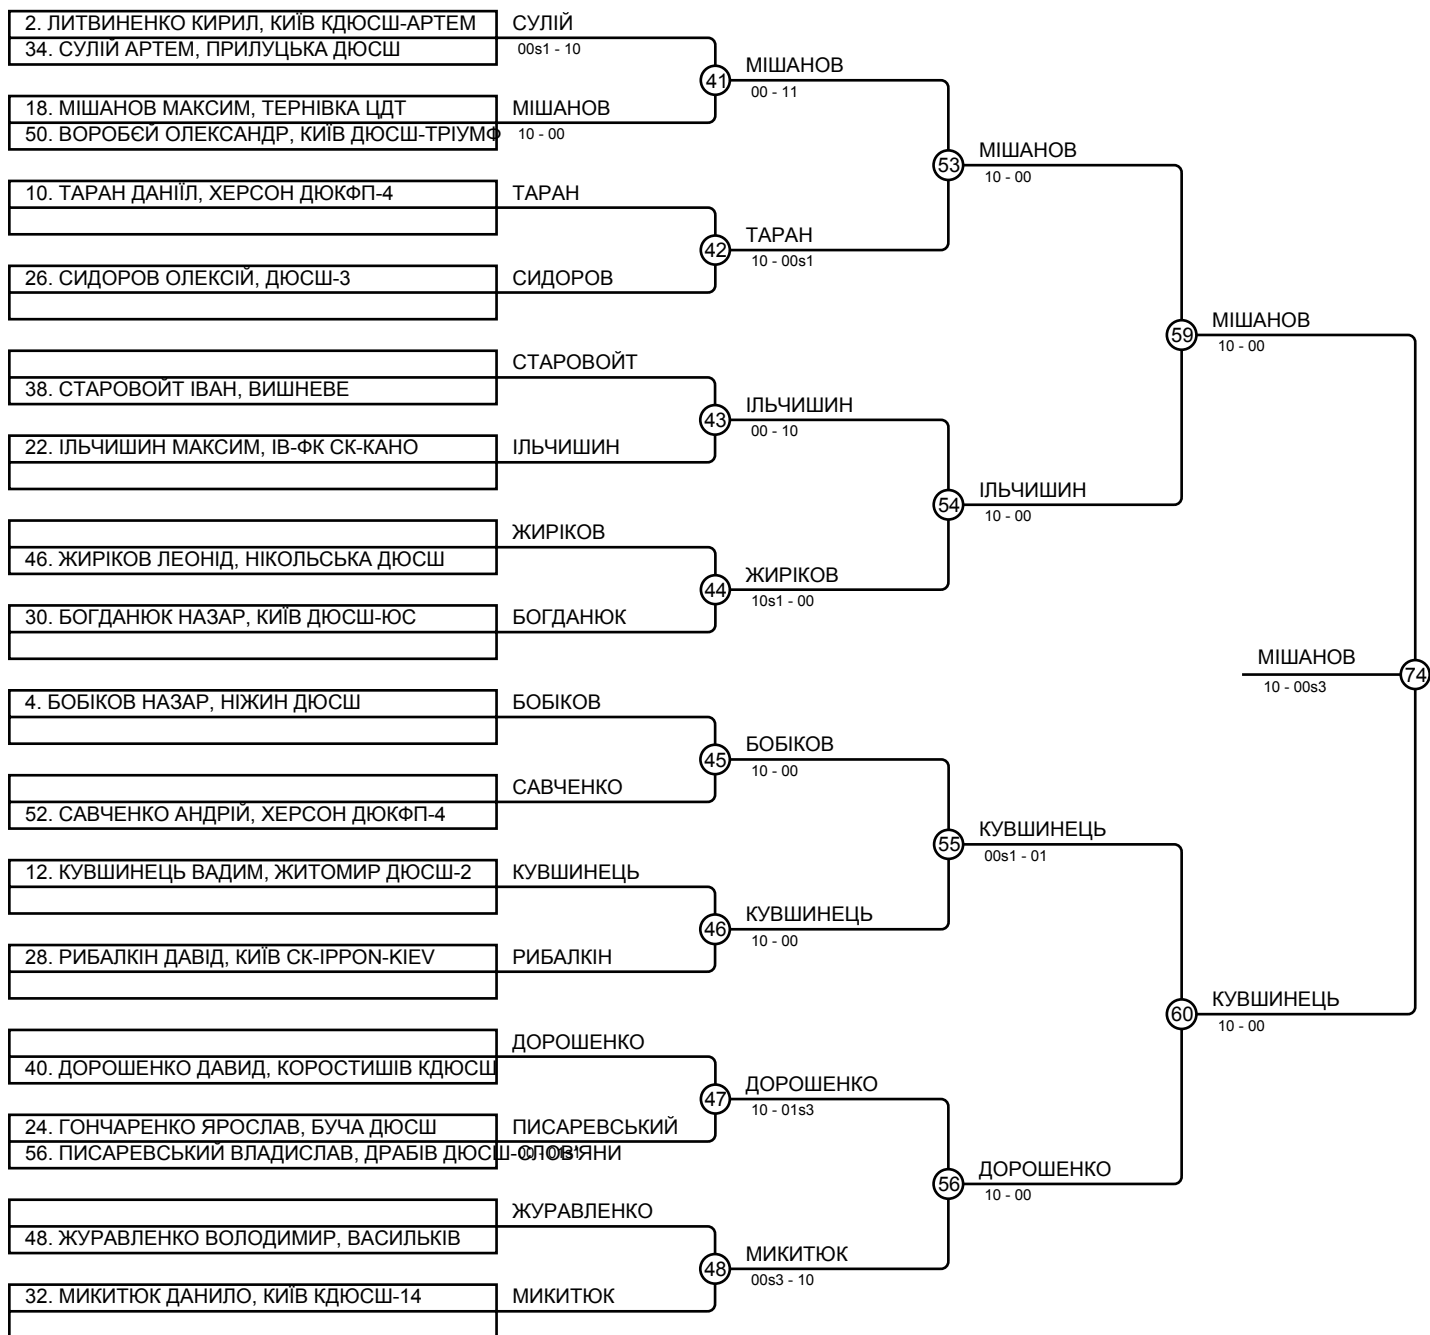 2. ЛИТВИНЕНКО КИРИЛ, КИЇВ КДЮСШ-АРТЕМ
34. СУЛІЙ АРТЕМ, ПРИЛУЦЬКА ДЮСШ
18. МІШАНОВ МАКСИМ, ТЕРНІВКА ЦДТ
50. ВОРОБЄЙ ОЛЕКСАНДР, КИЇВ ДЮСШ-ТРІУМФ
10. ТАРАН ДАНІЇЛ, ХЕРСОН ДЮКФП-4
26. СИДОРОВ ОЛЕКСІЙ, ДЮСШ-3
38. СТАРОВОЙТ ІВАН, ВИШНЕВЕ
22. ІЛЬЧИШИН МАКСИМ, ІВ-ФК СК-КАНО
46. ЖИРІКОВ ЛЕОНІД, НІКОЛЬСЬКА ДЮСШ
30. БОГДАНЮК НАЗАР, КИЇВ ДЮСШ-ЮС
4. БОБІКОВ НАЗАР, НІЖИН ДЮСШ
52. САВЧЕНКО АНДРІЙ, ХЕРСОН ДЮКФП-4
12. КУВШИНЕЦЬ ВАДИМ, ЖИТОМИР ДЮСШ-2
28. РИБАЛКІН ДАВІД, КИЇВ СК-IPPON-KIEV
40. ДОРОШЕНКО ДАВИД, КОРОСТИШІВ КДЮСШ
24. ГОНЧАРЕНКО ЯРОСЛАВ, БУЧА ДЮСШ
56. ПИСАРЕВСЬКИЙ ВЛАДИСЛАВ, ДРАБІВ ДЮСШ-СЛОВ'ЯНИ
48. ЖУРАВЛЕНКО ВОЛОДИМИР, ВАСИЛЬКІВ
32. МИКИТЮК ДАНИЛО, КИЇВ КДЮСШ-14
СУЛІЙ
00s1 - 10
МІШАНОВ
10 - 00
ТАРАН
СИДОРОВ
СТАРОВОЙТ
ІЛЬЧИШИН
ЖИРІКОВ
БОГДАНЮК
БОБІКОВ
САВЧЕНКО
КУВШИНЕЦЬ
РИБАЛКІН
ДОРОШЕНКО
ПИСАРЕВСЬКИЙ
ЖУРАВЛЕНКО
МИКИТЮК
41
МІШАНОВ
00 - 11
42
ТАРАН
10 - 00s1
43
ІЛЬЧИШИН
00 - 10
44
ЖИРІКОВ
10s1 - 00
45
БОБІКОВ
10 - 00
46
КУВШИНЕЦЬ
10 - 00
47
ДОРОШЕНКО
10 - 01s3
48
МИКИТЮК
00s3 - 10
53
МІШАНОВ
10 - 00
54
ІЛЬЧИШИН
10 - 00
55
КУВШИНЕЦЬ
00s1 - 01
56
ДОРОШЕНКО
10 - 00
59
МІШАНОВ
10 - 00
60
КУВШИНЕЦЬ
10 - 00
МІШАНОВ
10 - 00s3
74